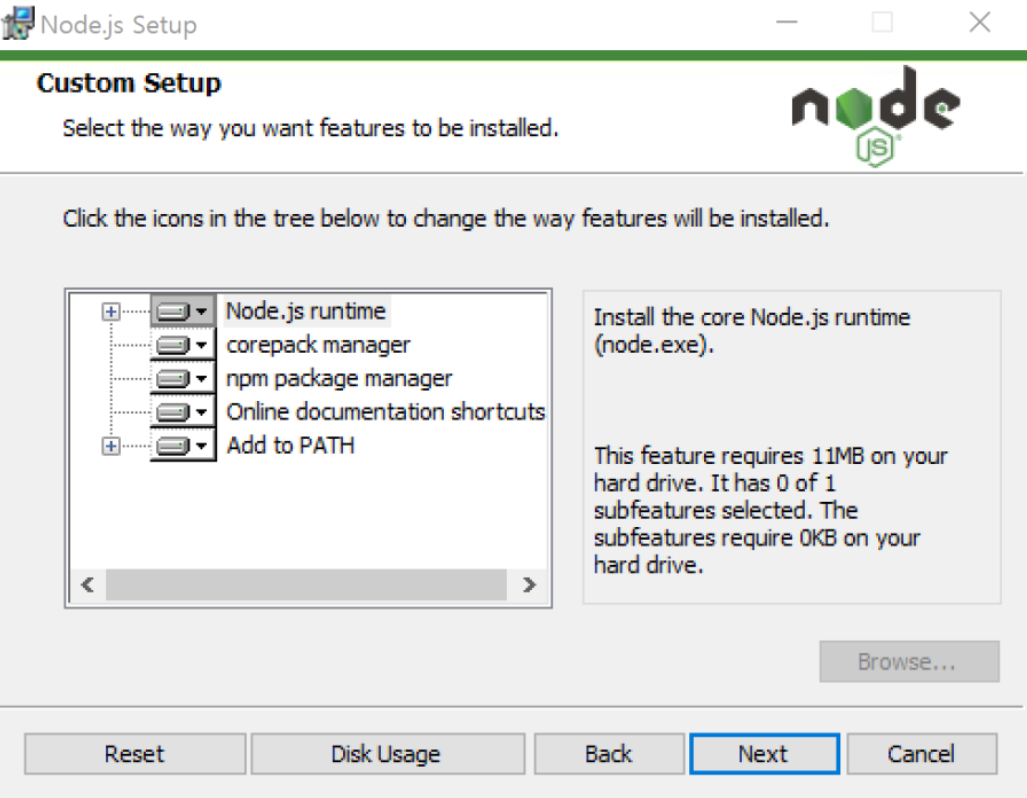 Node.js Setup
Custom Setup
Select the way you want features to be installed.
node
JS
Click the icons in the tree below to change the way features will be installed.
Node.js runtime
corepack manager
npm package manager
Online documentation shortcuts
Add to PATH
Install the core Node.js runtime
(node.exe).
This feature requires 11MB on your
hard drive. It has 0 of 1
subfeatures selected. The
subfeatures require 0KB on your
hard drive.
Browse...
Reset
Disk Usage
Back
Next
Cancel